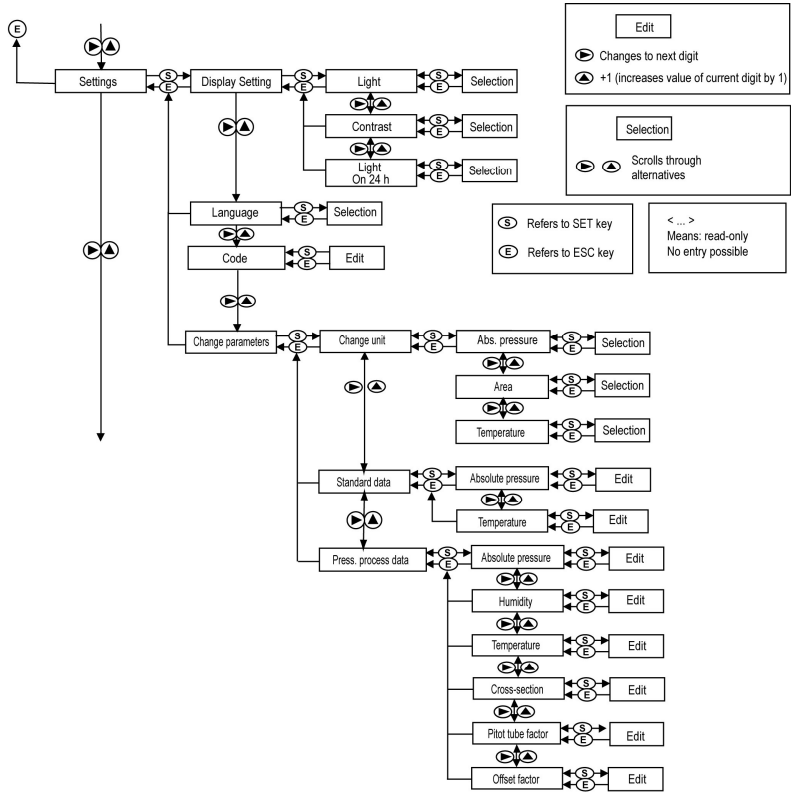 E
Edit
Changes to next digit
+1 (increases value of current digit by 1)
Settings
S
E
Display Setting
S
E
Light
S
E
Selection
Contrast
S
E
Selection
Selection
Scrolls through
alternatives
Light
On 24 h
S
E
Selection
Language
S
E
Selection
S Refers to SET key
E Refers to ESC key
< ... >
Means: read-only
No entry possible
Code
S
E
Edit
Change parameters
S
E
Change unit
S
E
Abs. pressure
S
E
Selection
Area
S
E
Selection
Temperature
S
E
Selection
Standard data
S
E
Absolute pressure
S
E
Edit
Temperature
S
E
Edit
Press. process data
S
E
Absolute pressure
S
E
Edit
Humidity
S
E
Edit
Temperature
S
E
Edit
Cross-section
S
E
Edit
Pitot tube factor
S
E
Edit
Offset factor
S
E
Edit